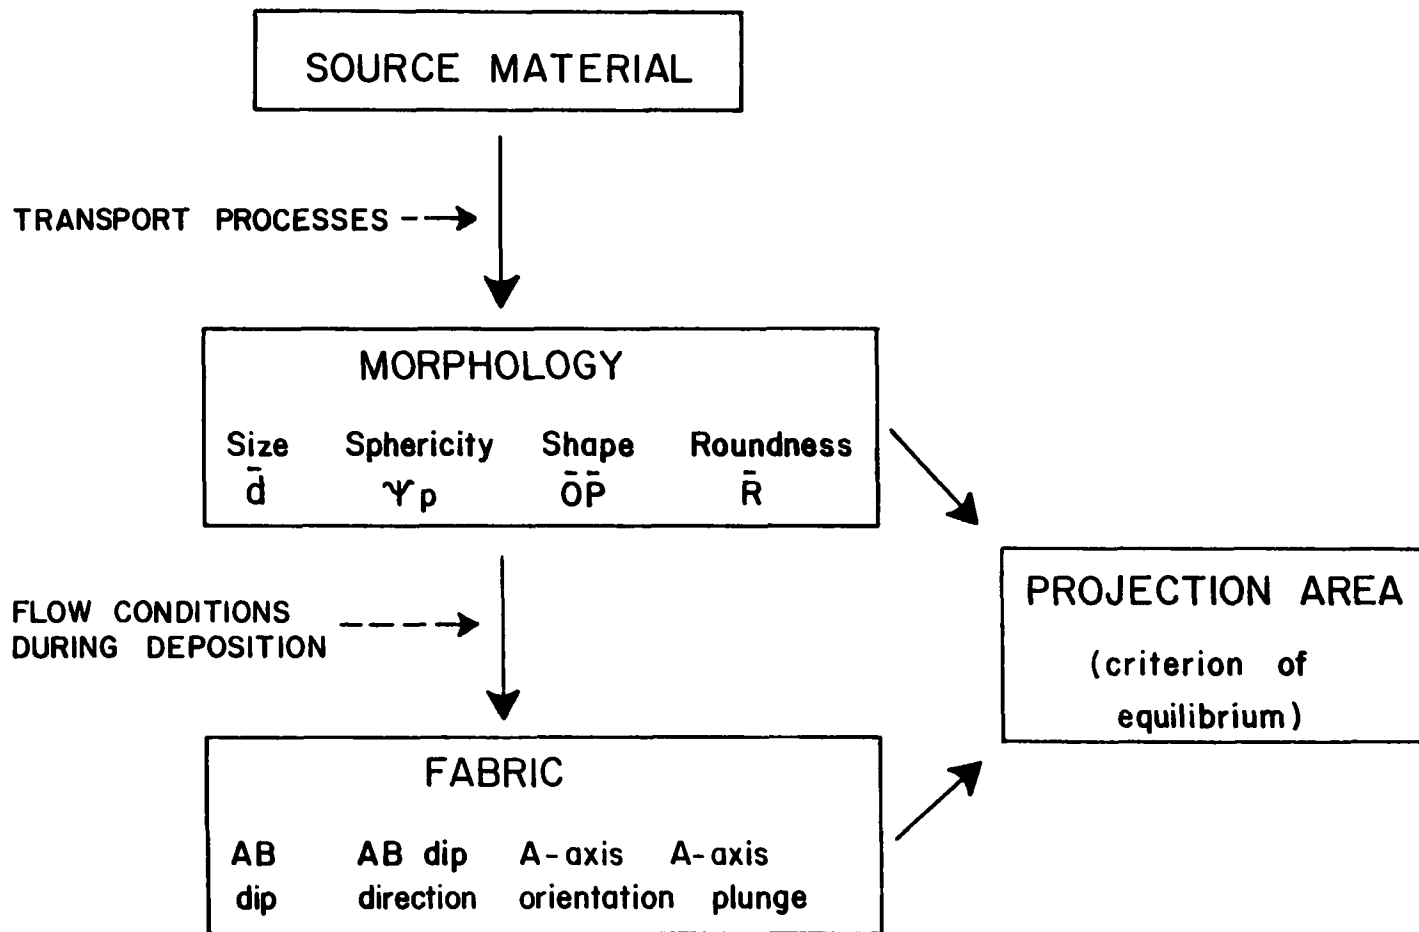 SOURCE MATERIAL
TRANSPORT PROCESSES
MORPHOLOGY
Size Sphericity Shape Roundness
d̄ Ψp ŌP̄ R̄
FLOW CONDITIONS
DURING DEPOSITION
PROJECTION AREA
(criterion of
equilibrium)
FABRIC
AB AB dip A-axis A-axis
dip direction orientation plunge